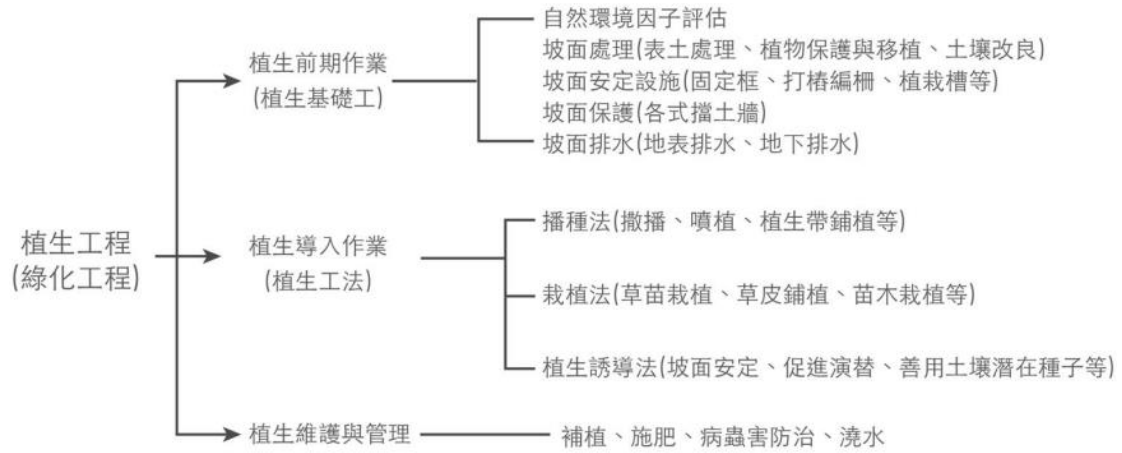 植生工程
(綠化工程)
植生前期作業
(植生基礎工)
自然環境因子評估
坡面處理(表土處理、植物保護與移植、土壤改良)
坡面安定設施(固定框、打樁編柵、植栽槽等)
坡面保護(各式擋土牆)
坡面排水(地表排水、地下排水)
植生導入作業
(植生工法)
播種法(撒播、噴植、植生帶鋪植等)
栽植法(草苗栽植、草皮鋪植、苗木栽植等)
植生誘導法(坡面安定、促進演替、善用土壤潛在種子等)
植生維護與管理
補植、施肥、病蟲害防治、澆水